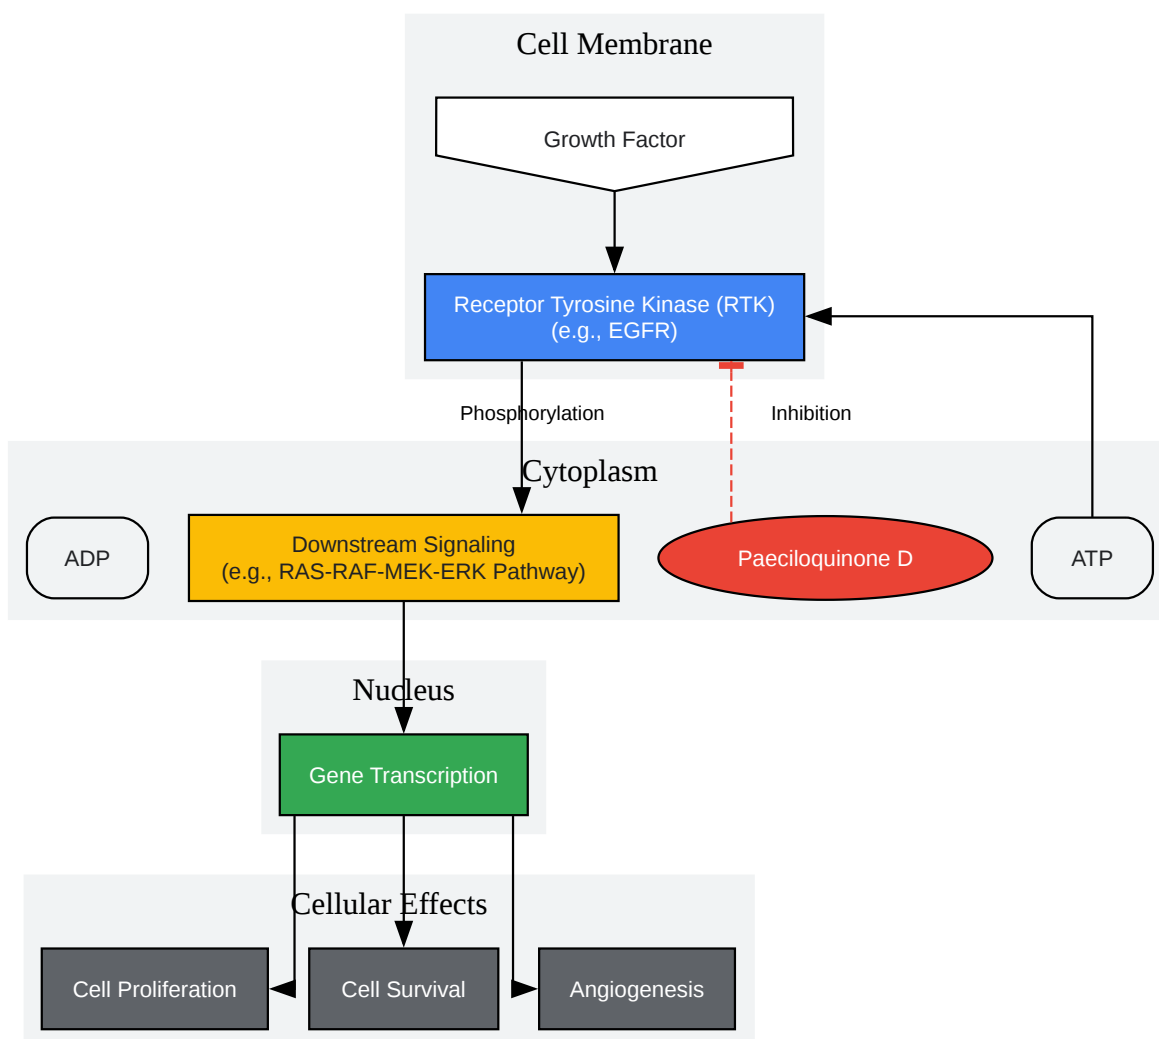 Cell Membrane
Growth Factor
Receptor Tyrosine Kinase (RTK)
(e.g., EGFR)
Phosphorylation
Inhibition
Cytoplasm
ADP
Downstream Signaling
(e.g., RAS-RAF-MEK-ERK Pathway)
Paeciloquinone D
ATP
Nucleus
Gene Transcription
Cellular Effects
Cell Proliferation
Cell Survival
Angiogenesis